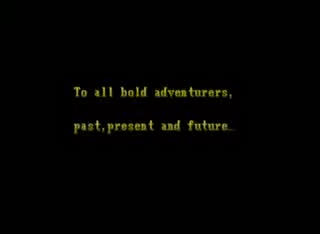 To all bold adventurers,
past,present and future…